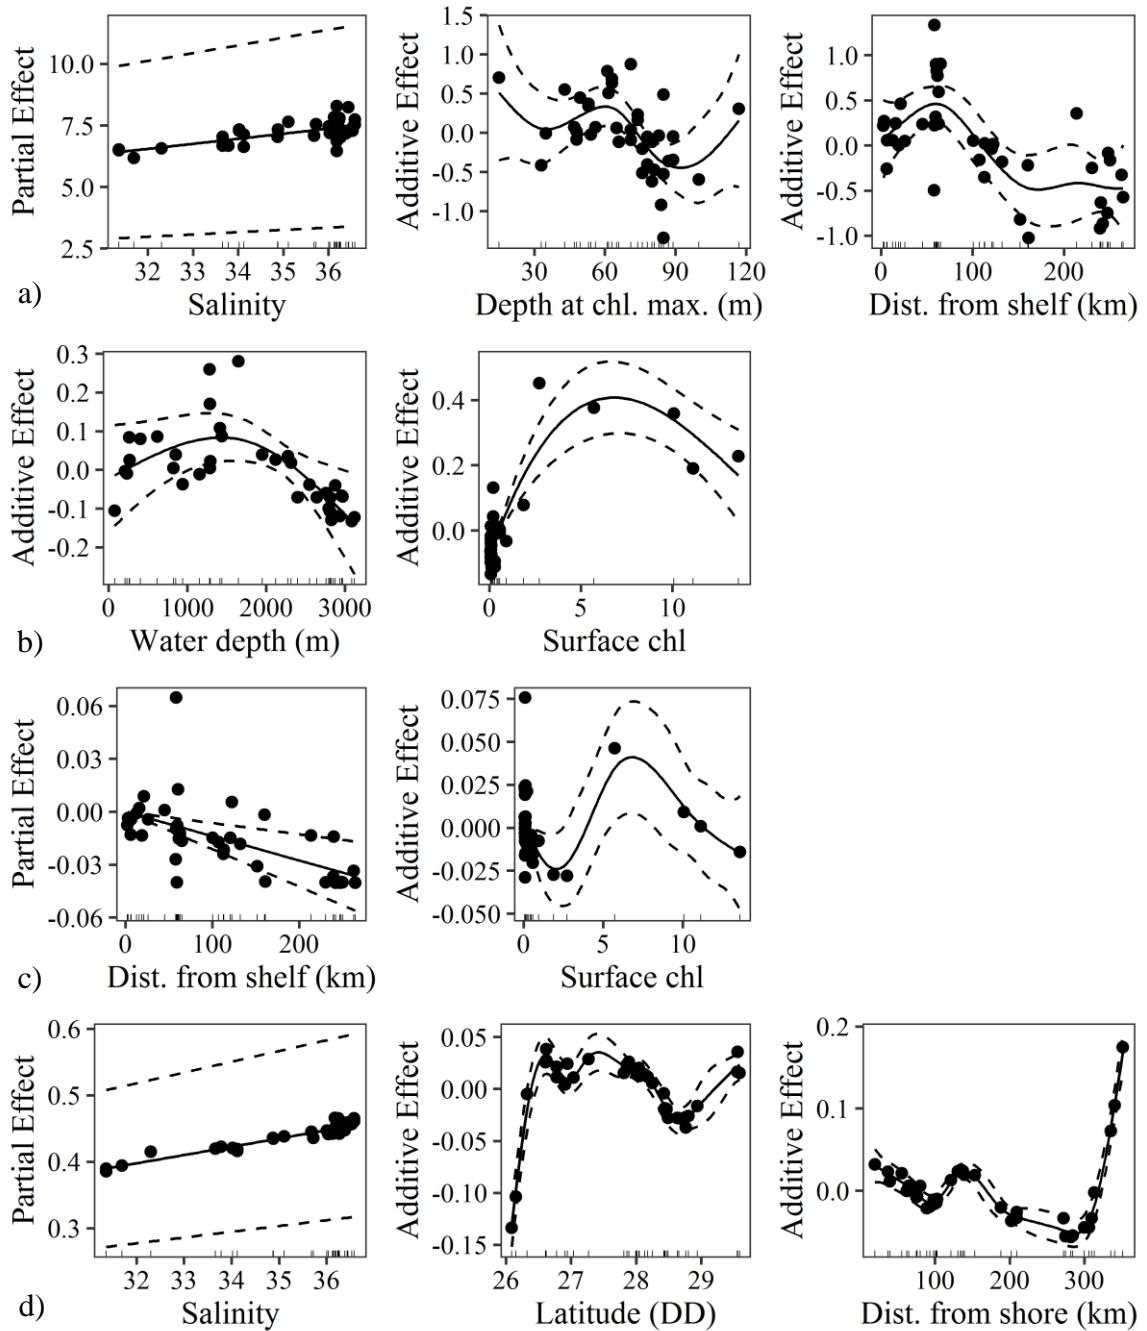 Partial Effect
10.0
7.5
5.0
2.5
32 33 34 35 36
Salinity
a)
Additive Effect
1.5
1.0
0.5
0.0
-0.5
-1.0
30 60 90 120
Depth at chl. max. (m)
Additive Effect
1.0
0.5
0.0
-0.5
-1.0
0 100 200
Dist. from shelf (km)
Additive Effect
0.3
0.2
0.1
0.0
-0.1
-0.2
0 1000 2000 3000
Water depth (m)
b)
Additive Effect
0.4
0.2
0.0
0 5 10
Surface chl
Partial Effect
0.06
0.03
0.00
-0.03
-0.06
0 100 200
Dist. from shelf (km)
c)
Additive Effect
0.075
0.050
0.025
0.000
-0.025
-0.050
0 5 10
Surface chl
Partial Effect
0.6
0.5
0.4
0.3
32 33 34 35 36
Salinity
d)
Additive Effect
0.05
0.00
-0.05
-0.10
-0.15
26 27 28 29
Latitude (DD)
Additive Effect
0.2
0.1
0.0
100 200 300
Dist. from shore (km)